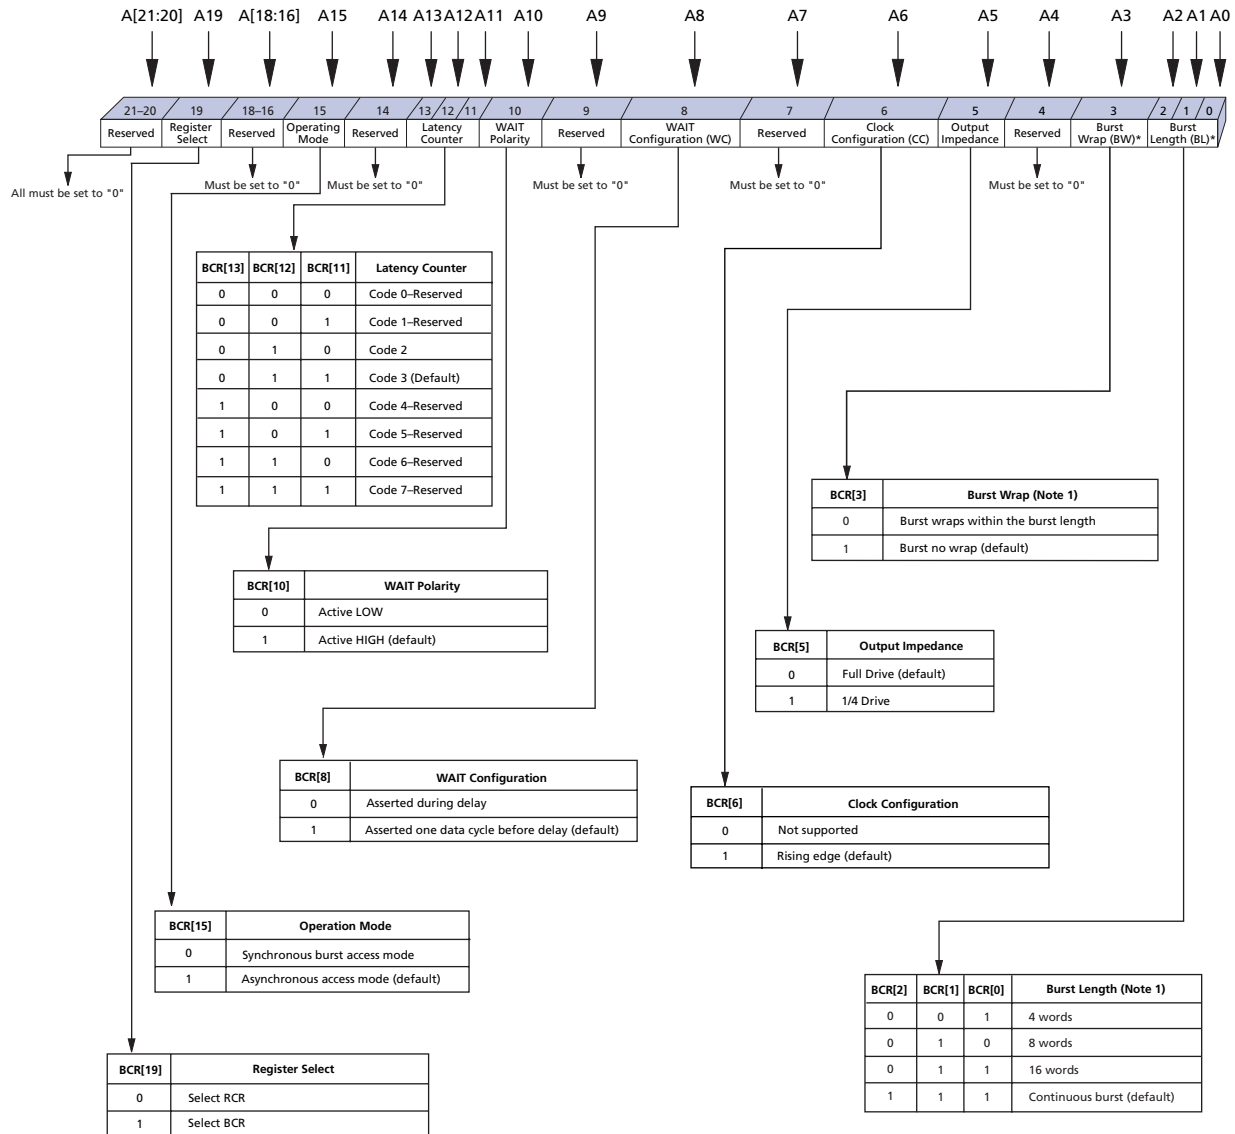 A[21:20] A19 A[18:16] A15 A14 A13 A12 A11 A10 A9 A8 A7 A6 A5 A4 A3 A2 A1 A0
21–20 19 18–16 15 14 13 12 11 10 9 8 7 6 5 4 3 2 1 0
Reserved
Register
Select
Reserved
Operating
Mode
Reserved
Latency
Counter
WAIT
Polarity
Reserved
WAIT
Configuration (WC)
Reserved
Clock
Configuration (CC)
Output
Impedance
Reserved
Burst
Wrap (BW)*
Burst
Length (BL)*
All must be set to "0"
Must be set to "0"
Must be set to "0"
Must be set to "0"
Must be set to "0"
Must be set to "0"
BCR[13] BCR[12] BCR[11] Latency Counter
0 0 0 Code 0–Reserved
0 0 1 Code 1–Reserved
0 1 0 Code 2
0 1 1 Code 3 (Default)
1 0 0 Code 4–Reserved
1 0 1 Code 5–Reserved
1 1 0 Code 6–Reserved
1 1 1 Code 7–Reserved
BCR[3] Burst Wrap (Note 1)
0 Burst wraps within the burst length
1 Burst no wrap (default)
BCR[10] WAIT Polarity
0 Active LOW
1 Active HIGH (default)
BCR[5] Output Impedance
0 Full Drive (default)
1 1/4 Drive
BCR[8] WAIT Configuration
0 Asserted during delay
1 Asserted one data cycle before delay (default)
BCR[6] Clock Configuration
0 Not supported
1 Rising edge (default)
BCR[15] Operation Mode
0 Synchronous burst access mode
1 Asynchronous access mode (default)
BCR[2] BCR[1] BCR[0] Burst Length (Note 1)
0 0 1 4 words
0 1 0 8 words
0 1 1 16 words
1 1 1 Continuous burst (default)
BCR[19] Register Select
0 Select RCR
1 Select BCR